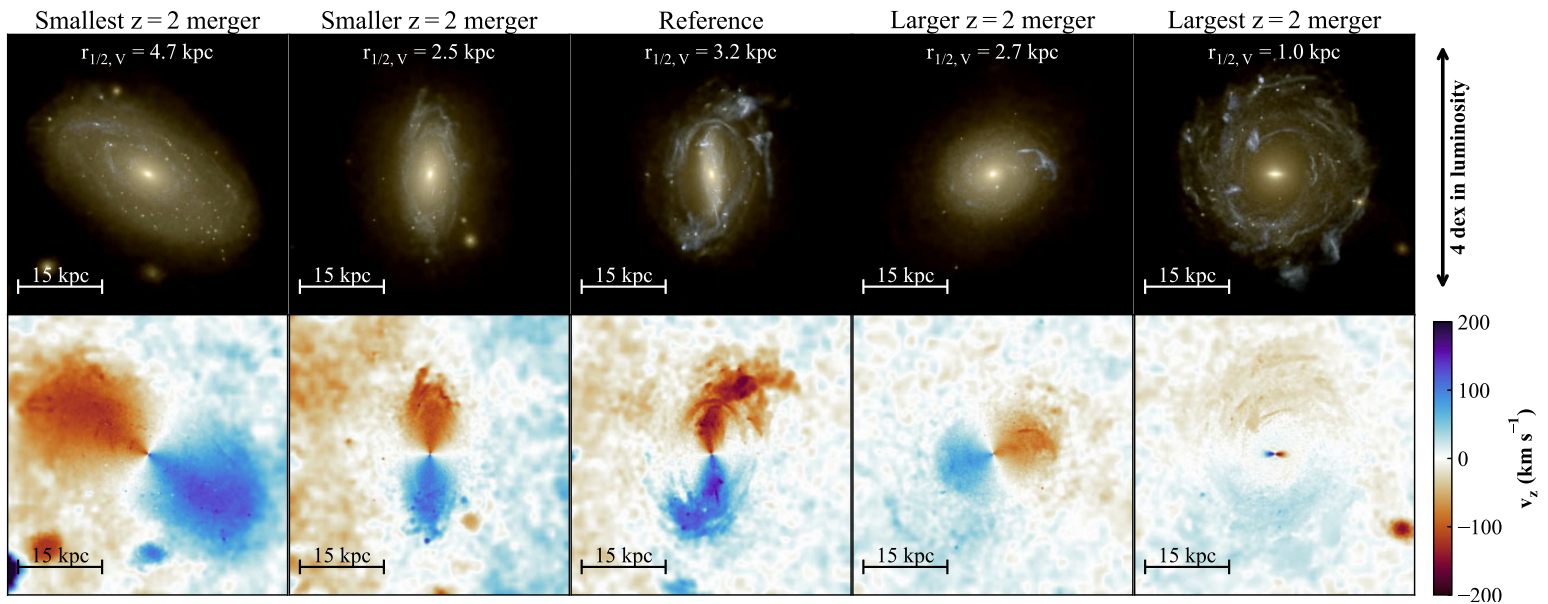 Smallest z = 2 merger
Smaller z = 2 merger
Reference
Larger z = 2 merger
Largest z = 2 merger
r1/2, V = 4.7 kpc
r1/2, V = 2.5 kpc
r1/2, V = 3.2 kpc
r1/2, V = 2.7 kpc
r1/2, V = 1.0 kpc
15 kpc
15 kpc
15 kpc
15 kpc
15 kpc
4 dex in luminosity
15 kpc
15 kpc
15 kpc
15 kpc
15 kpc
200
100
0
−100
−200
vz (km s−1)